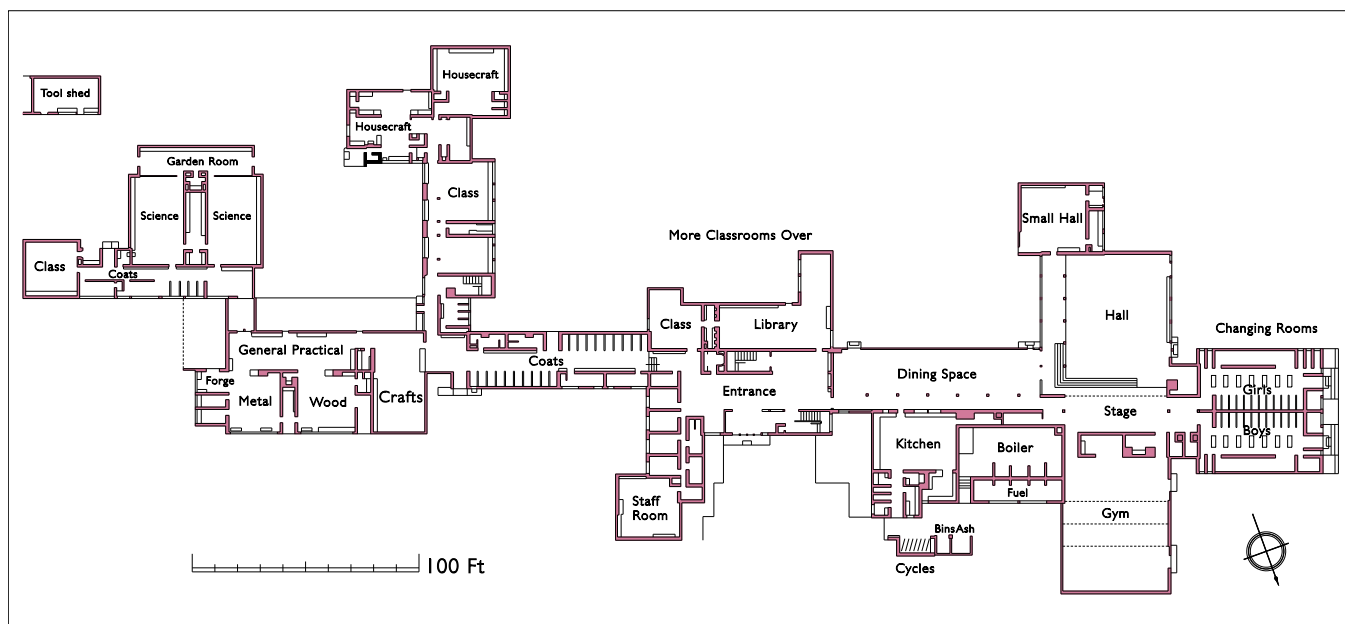 Housecraft
Tool shed
Housecraft
Garden Room
Class
Science
Science
Small Hall
More Classrooms Over
Class
Coats
Hall
Class
Library
Changing Rooms
General Practical
Coats
Dining Space
Forge
Entrance
Girls
Metal
Wood
Crafts
Stage
Boys
Kitchen
Boiler
Fuel
Staff
Room
Gym
BinsAsh
100 Ft
Cycles